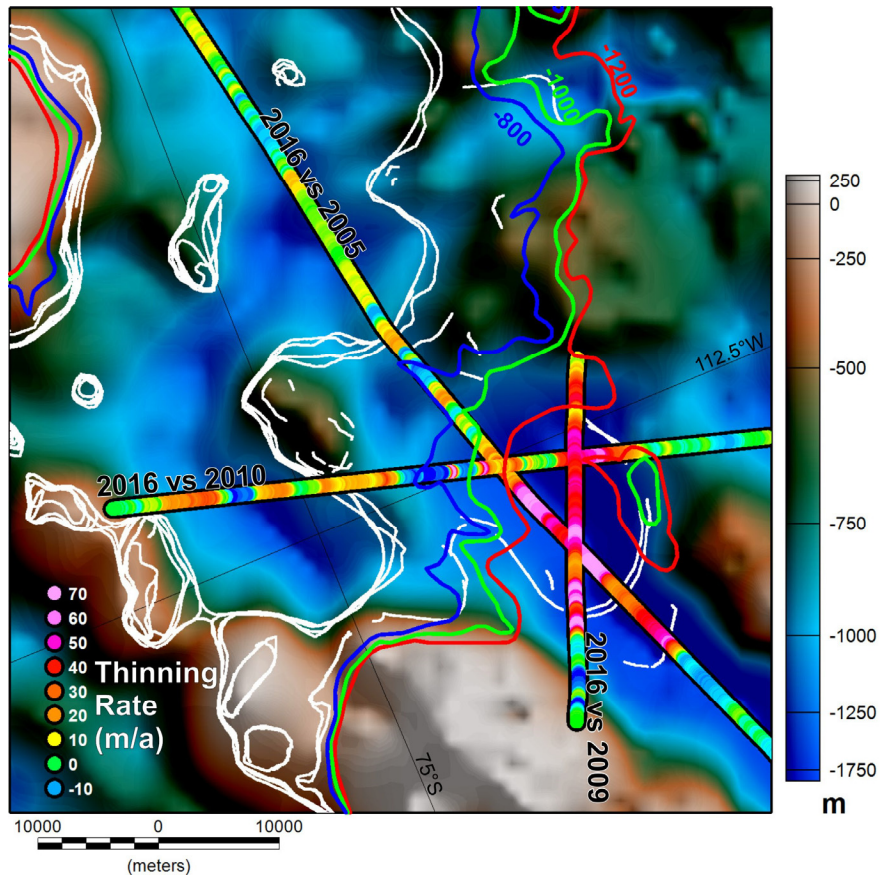 -1200
-1000
-800
2016 vs 2005
112.5°W
2016 vs 2010
2016 vs 2009
75°S
Thinning
Rate
(m/a)
70
60
50
40
30
20
10
0
-10
250
0
-250
-500
-750
-1000
-1250
-1750
m
10000 0 10000
(meters)